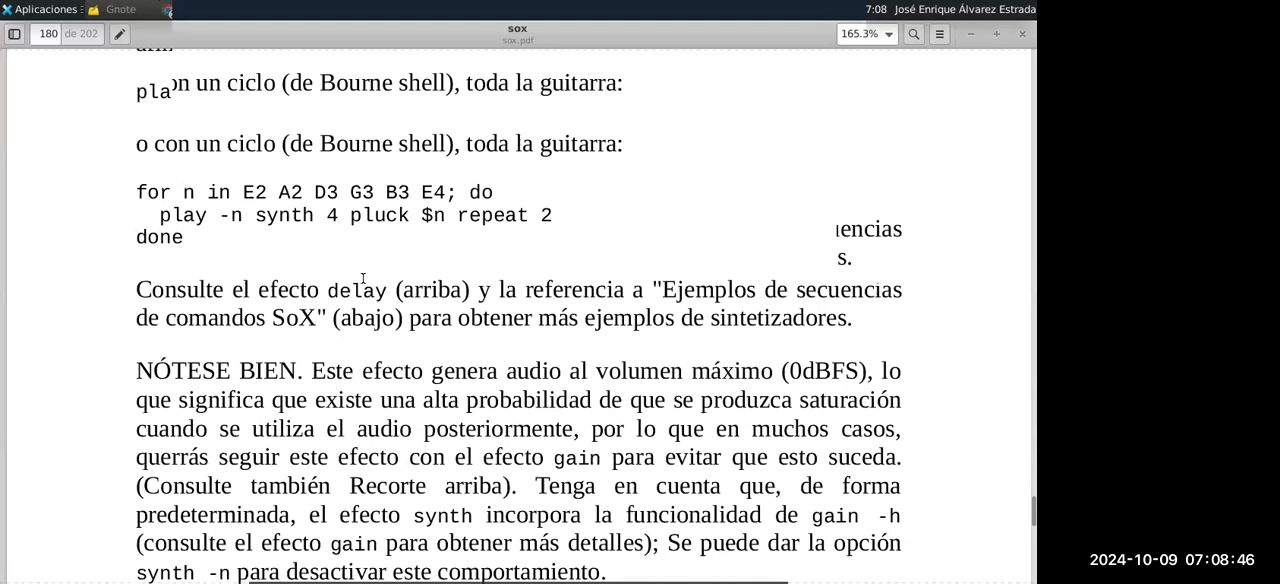 Aplicaciones Gnote 7:08 José Enrique Álvarez Estrada
180 de 202 sox 165.3%
sox.pdf
on un ciclo (de Bourne shell), toda la guitarra:
pla
o con un ciclo (de Bourne shell), toda la guitarra:
for n in E2 A2 D3 G3 B3 E4; do
play -n synth 4 pluck $n repeat 2
done
uencias
s.
Consulte el efecto delay (arriba) y la referencia a "Ejemplos de secuencias
de comandos SoX" (abajo) para obtener más ejemplos de sintetizadores.
NÓTESE BIEN. Este efecto genera audio al volumen máximo (0dBFS), lo
que significa que existe una alta probabilidad de que se produzca saturación
cuando se utiliza el audio posteriormente, por lo que en muchos casos,
querrás seguir este efecto con el efecto gain para evitar que esto suceda.
(Consulte también Recorte arriba). Tenga en cuenta que, de forma
predeterminada, el efecto synth incorpora la funcionalidad de gain -h
(consulte el efecto gain para obtener más detalles); Se puede dar la opción
synth -n para desactivar este comportamiento.
2024-10-09 07:08:46